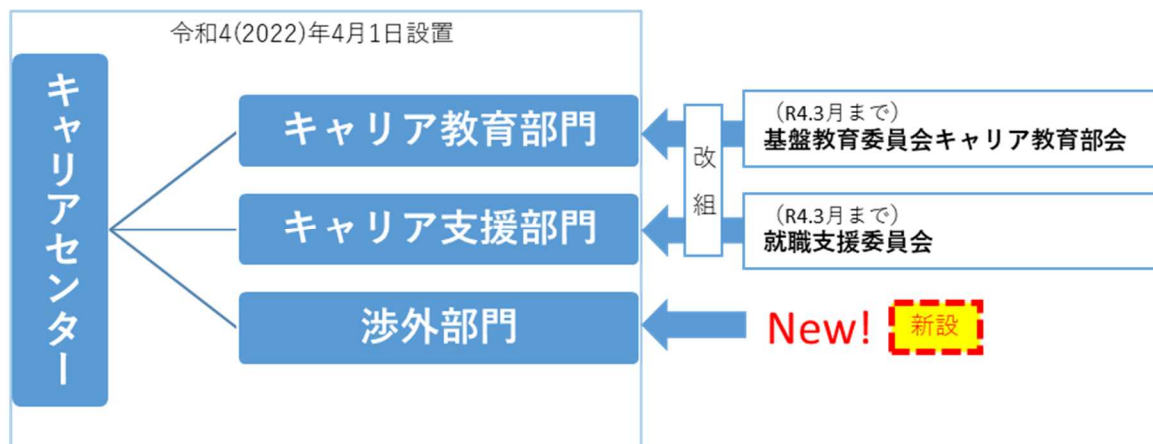 令和4(2022)年4月1日設置
キャリアセンター
キャリア教育部門
キャリア支援部門
渉外部門
改組
（R4.3月まで）
基盤教育委員会キャリア教育部会
（R4.3月まで）
就職支援委員会
New!
新設